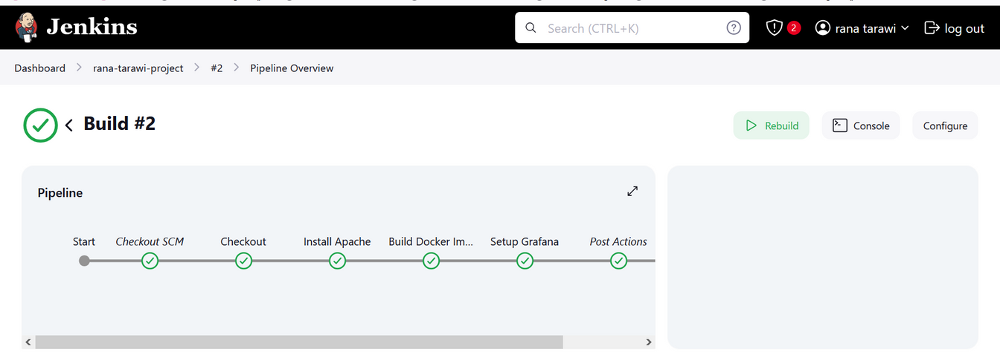 Jenkins
Search (CTRL+K)
?
2
rana tarawi
log out
Dashboard
rana-tarawi-project
#2
Pipeline Overview
Build #2
Rebuild
Console
Configure
Pipeline
Start
Checkout SCM
Checkout
Install Apache
Build Docker Im...
Setup Grafana
Post Actions